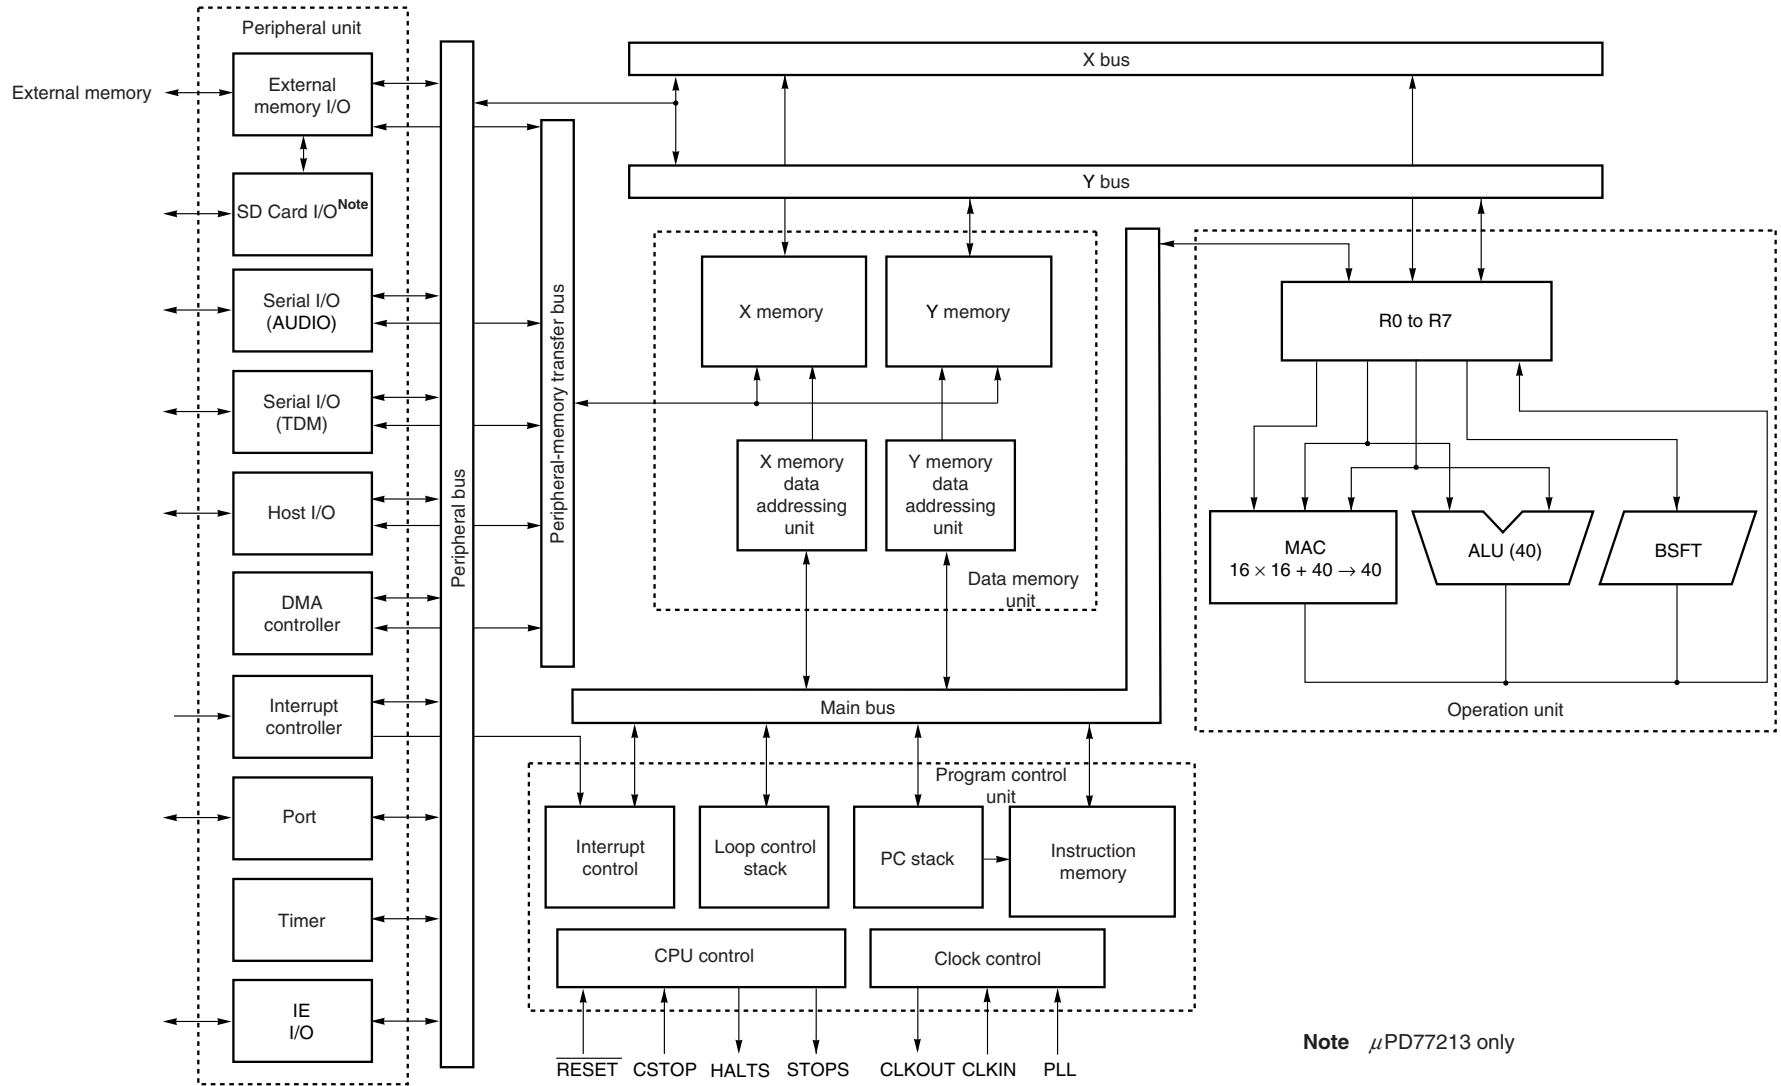 Peripheral unit
External memory
External
memory I/O
SD Card I/O Note
Serial I/O
(AUDIO)
Serial I/O
(TDM)
Host I/O
DMA
controller
Interrupt
controller
Port
Timer
IE
I/O
Peripheral bus
Peripheral-memory transfer bus
X bus
Y bus
X memory
Y memory
X memory
data
addressing
unit
Y memory
data
addressing
unit
Data memory
unit
Main bus
R0 to R7
MAC
16 × 16 + 40 → 40
ALU (40)
BSFT
Operation unit
Program control
unit
Interrupt
control
Loop control
stack
PC stack
Instruction
memory
CPU control
Clock control
RESET CSTOP HALTS STOPS CLKOUT CLKIN PLL
Note μPD77213 only